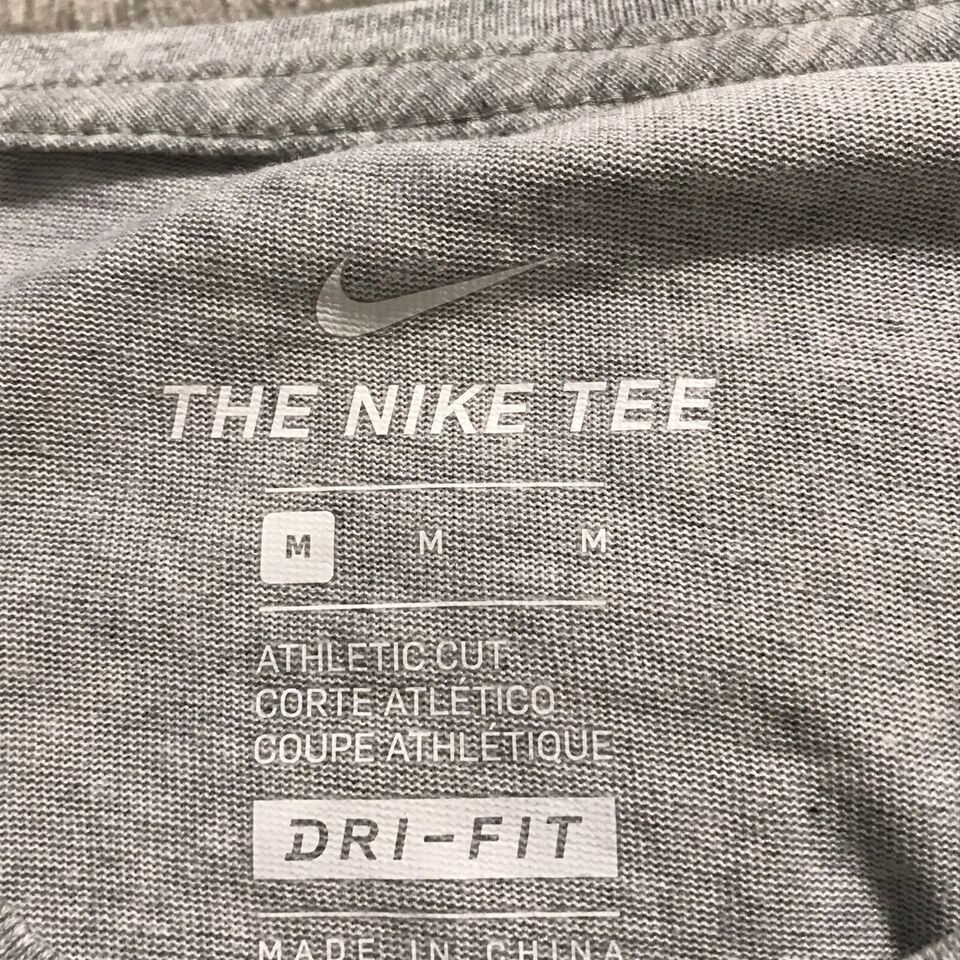 THE NIKE TEE
M M M
ATHLETIC CUT
CORTE ATLÉTICO
COUPE ATHLÉTIQUE
DRI-FIT
MADE IN CHINA